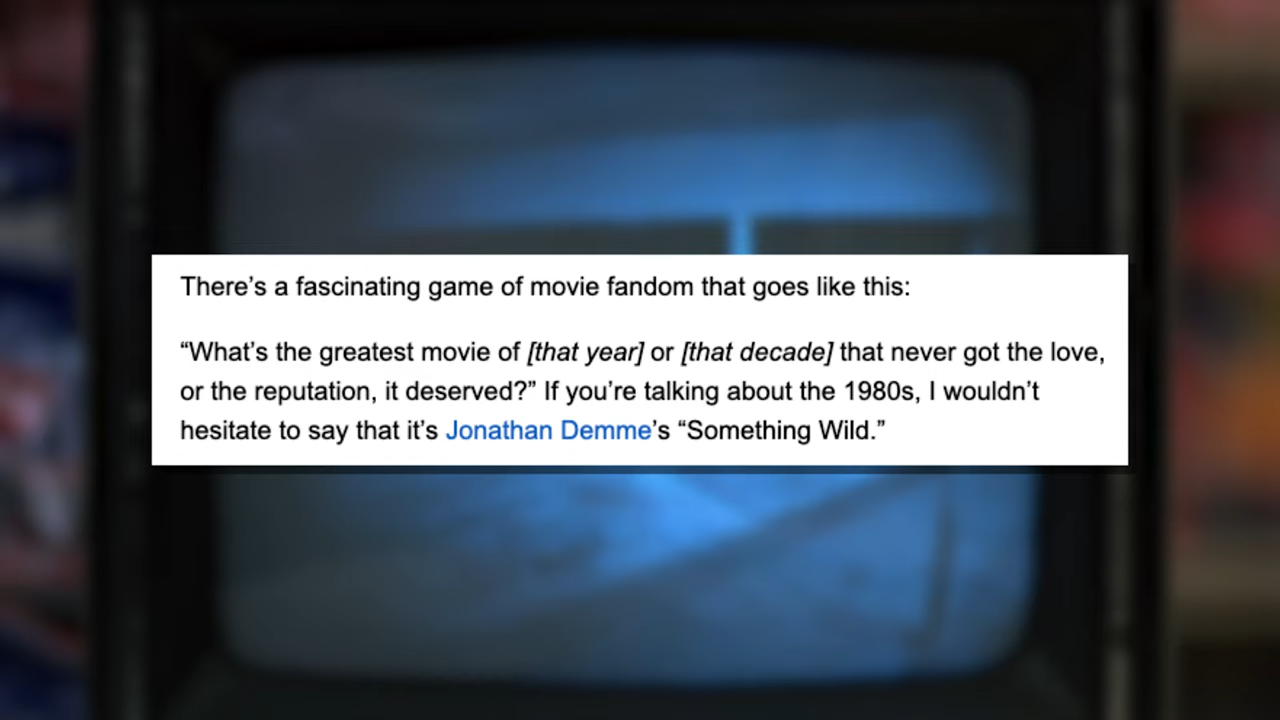 There’s a fascinating game of movie fandom that goes like this:
“What’s the greatest movie of [that year] or [that decade] that never got the love,
or the reputation, it deserved?” If you’re talking about the 1980s, I wouldn’t
hesitate to say that it’s Jonathan Demme’s “Something Wild.”